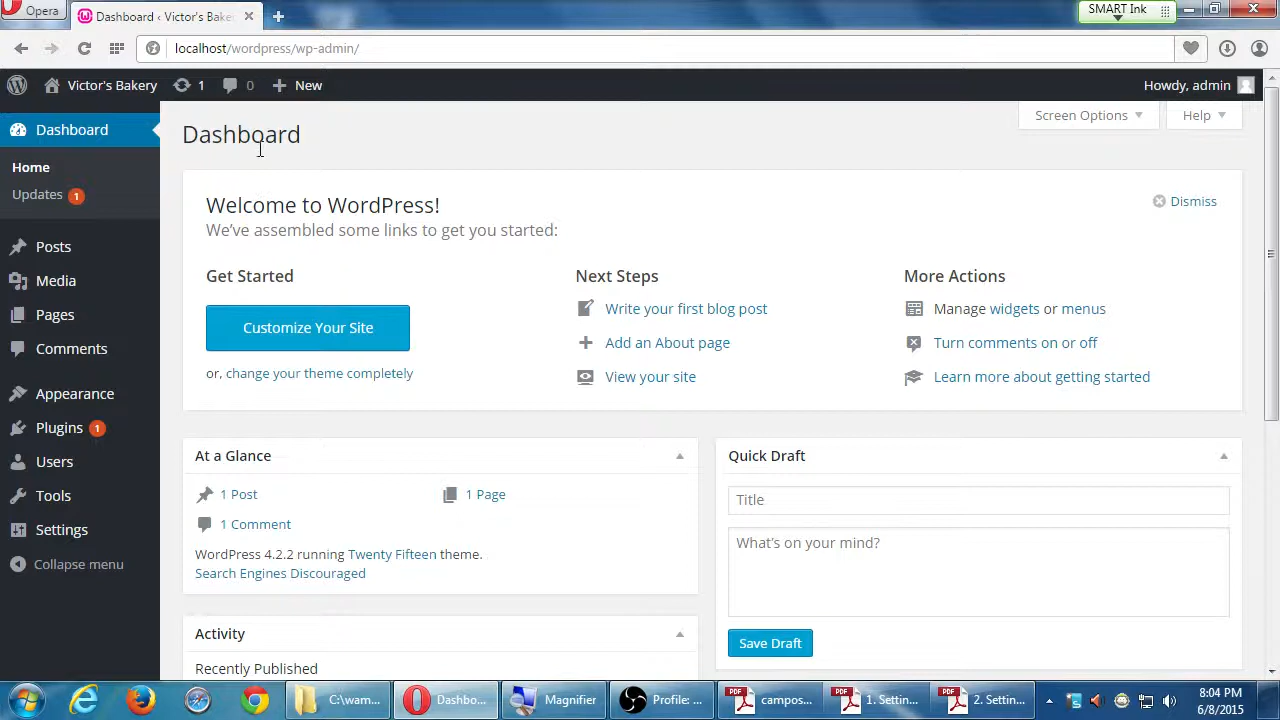 Opera
Dashboard ‹ Victor's Bake
SMART Ink
localhost/wordpress/wp-admin/
Victor's Bakery
1
0
New
Howdy, admin
Dashboard
Home
Updates 1
Posts
Media
Pages
Comments
Appearance
Plugins 1
Users
Tools
Settings
Collapse menu
Dashboard
Screen Options
Help
Welcome to WordPress!
Dismiss
We've assembled some links to get you started:
Get Started
Customize Your Site
or, change your theme completely
Next Steps
Write your first blog post
Add an About page
View your site
More Actions
Manage widgets or menus
Turn comments on or off
Learn more about getting started
At a Glance
1 Post
1 Page
1 Comment
WordPress 4.2.2 running Twenty Fifteen theme.
Search Engines Discouraged
Activity
Recently Published
Quick Draft
Title
What's on your mind?
Save Draft
C:\wam...
Dashbo...
Magnifier
Profile: ...
PDF
campos...
PDF
1. Settin...
PDF
2. Settin...
8:04 PM
6/8/2015